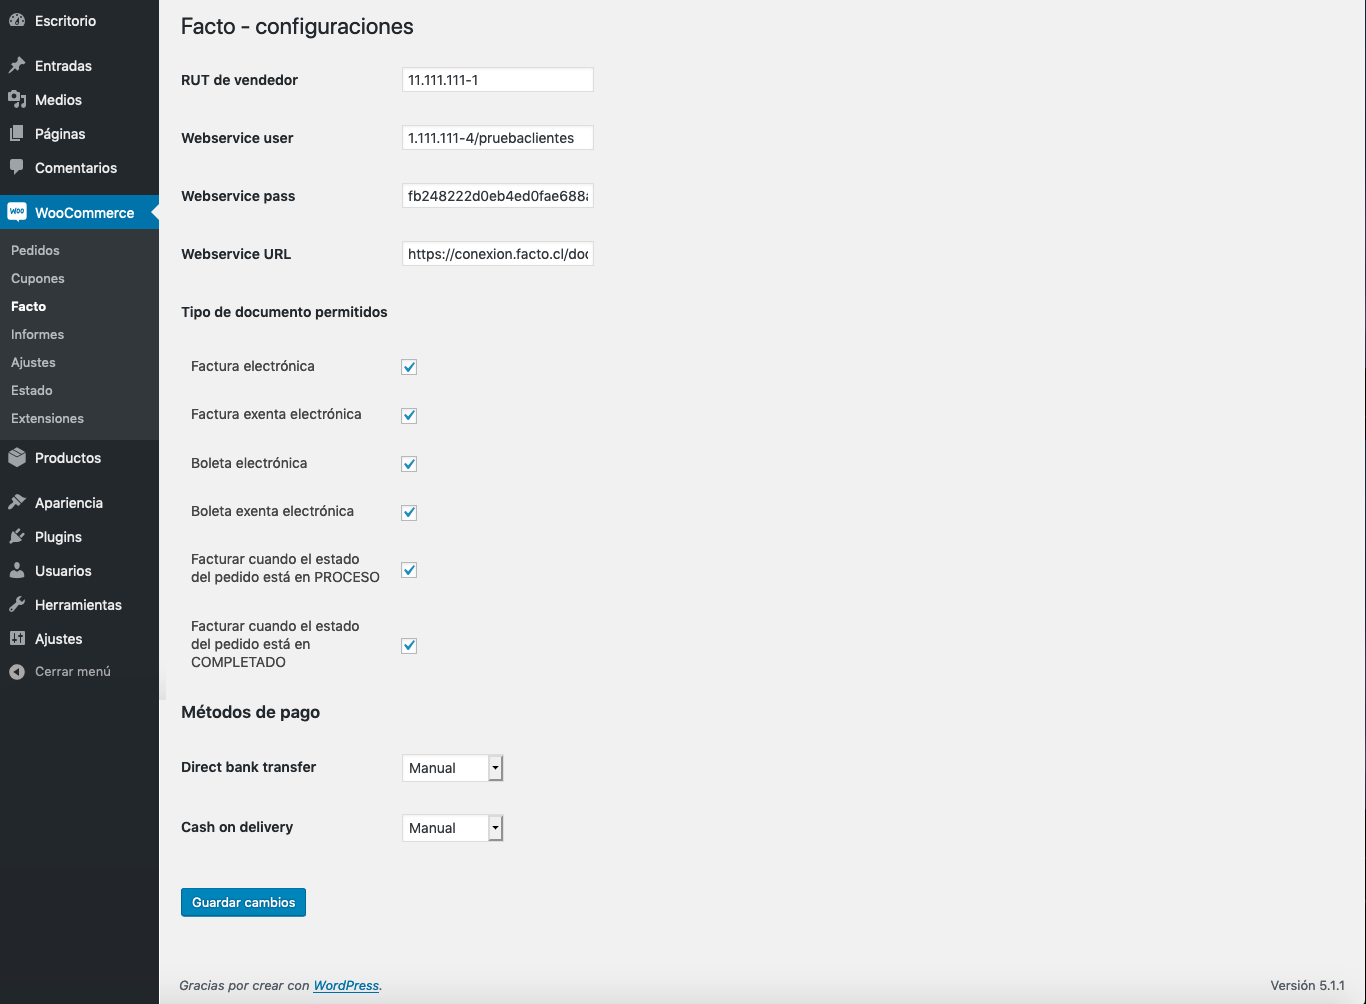 Escritorio
Entradas
Medios
Páginas
Comentarios
WOO
WooCommerce
Pedidos
Cupones
Facto
Informes
Ajustes
Estado
Extensiones
Productos
Apariencia
Plugins
Usuarios
Herramientas
Ajustes
Cerrar menú
Facto - configuraciones
RUT de vendedor 11.111.111-1
Webservice user 1.111.111-4/pruebaclientes
Webservice pass fb248222d0eb4ed0fae688a
Webservice URL https://conexion.facto.cl/doc
Tipo de documento permitidos
Factura electrónica
Factura exenta electrónica
Boleta electrónica
Boleta exenta electrónica
Facturar cuando el estado
del pedido está en PROCESO
Facturar cuando el estado
del pedido está en
COMPLETADO
Métodos de pago
Direct bank transfer Manual
Cash on delivery Manual
Guardar cambios
Gracias por crear con WordPress.
Versión 5.1.1